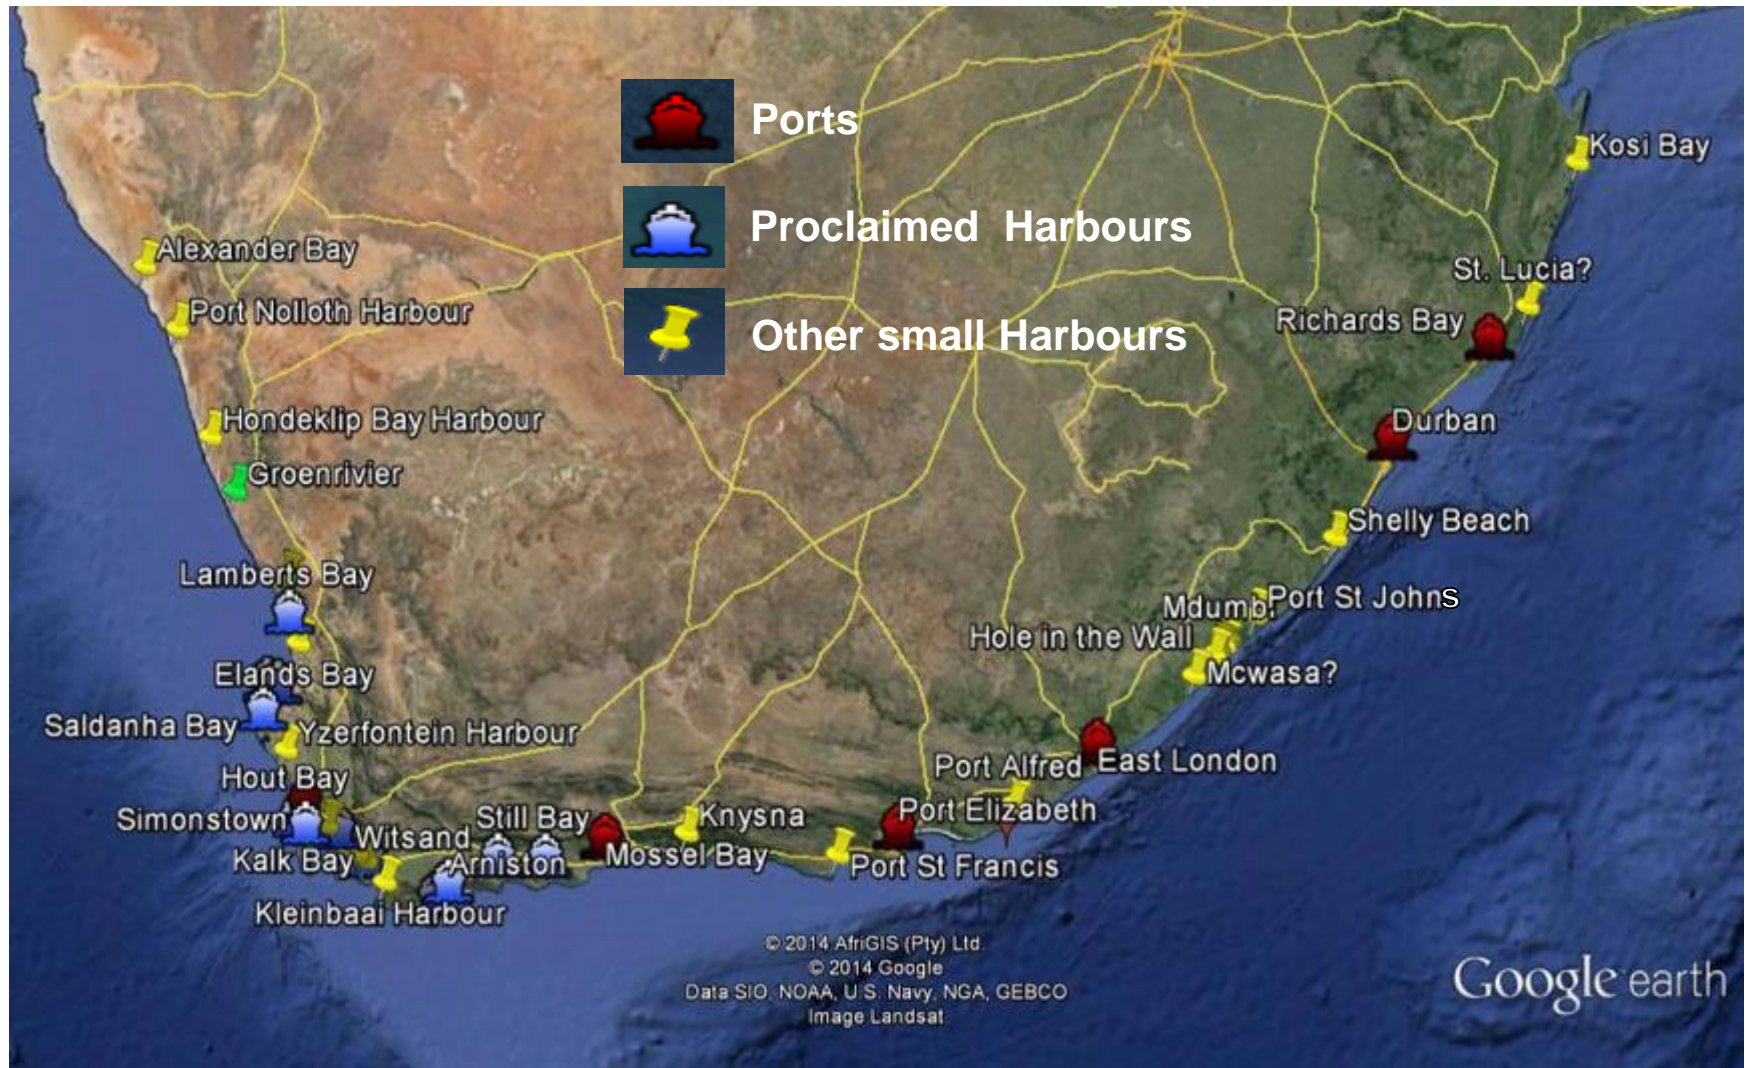 Ports
Kosi Bay
Proclaimed Harbours
Alexander Bay
St. Lucia?
Port Nolloth Harbour
Richards Bay
Other small Harbours
Hondeklip Bay Harbour
Durban
Groenrivier
Shelly Beach
Lamberts Bay
Port St Johns
Hole in the Wall
Mcwasa?
Elands Bay
Saldanha Bay
Yzerfontein Harbour
Port Alfred
East London
Hout Bay
Port Elizabeth
Simonstown
Still Bay
Knysna
Witsand
Kalk Bay
Arniston
Mossel Bay
Port St Francis
Kleinbaai Harbour
© 2014 AfriGIS (Pty) Ltd.
© 2014 Google
Data SIO, NOAA, U.S. Navy, NGA, GEBCO
Image Landsat
Google earth